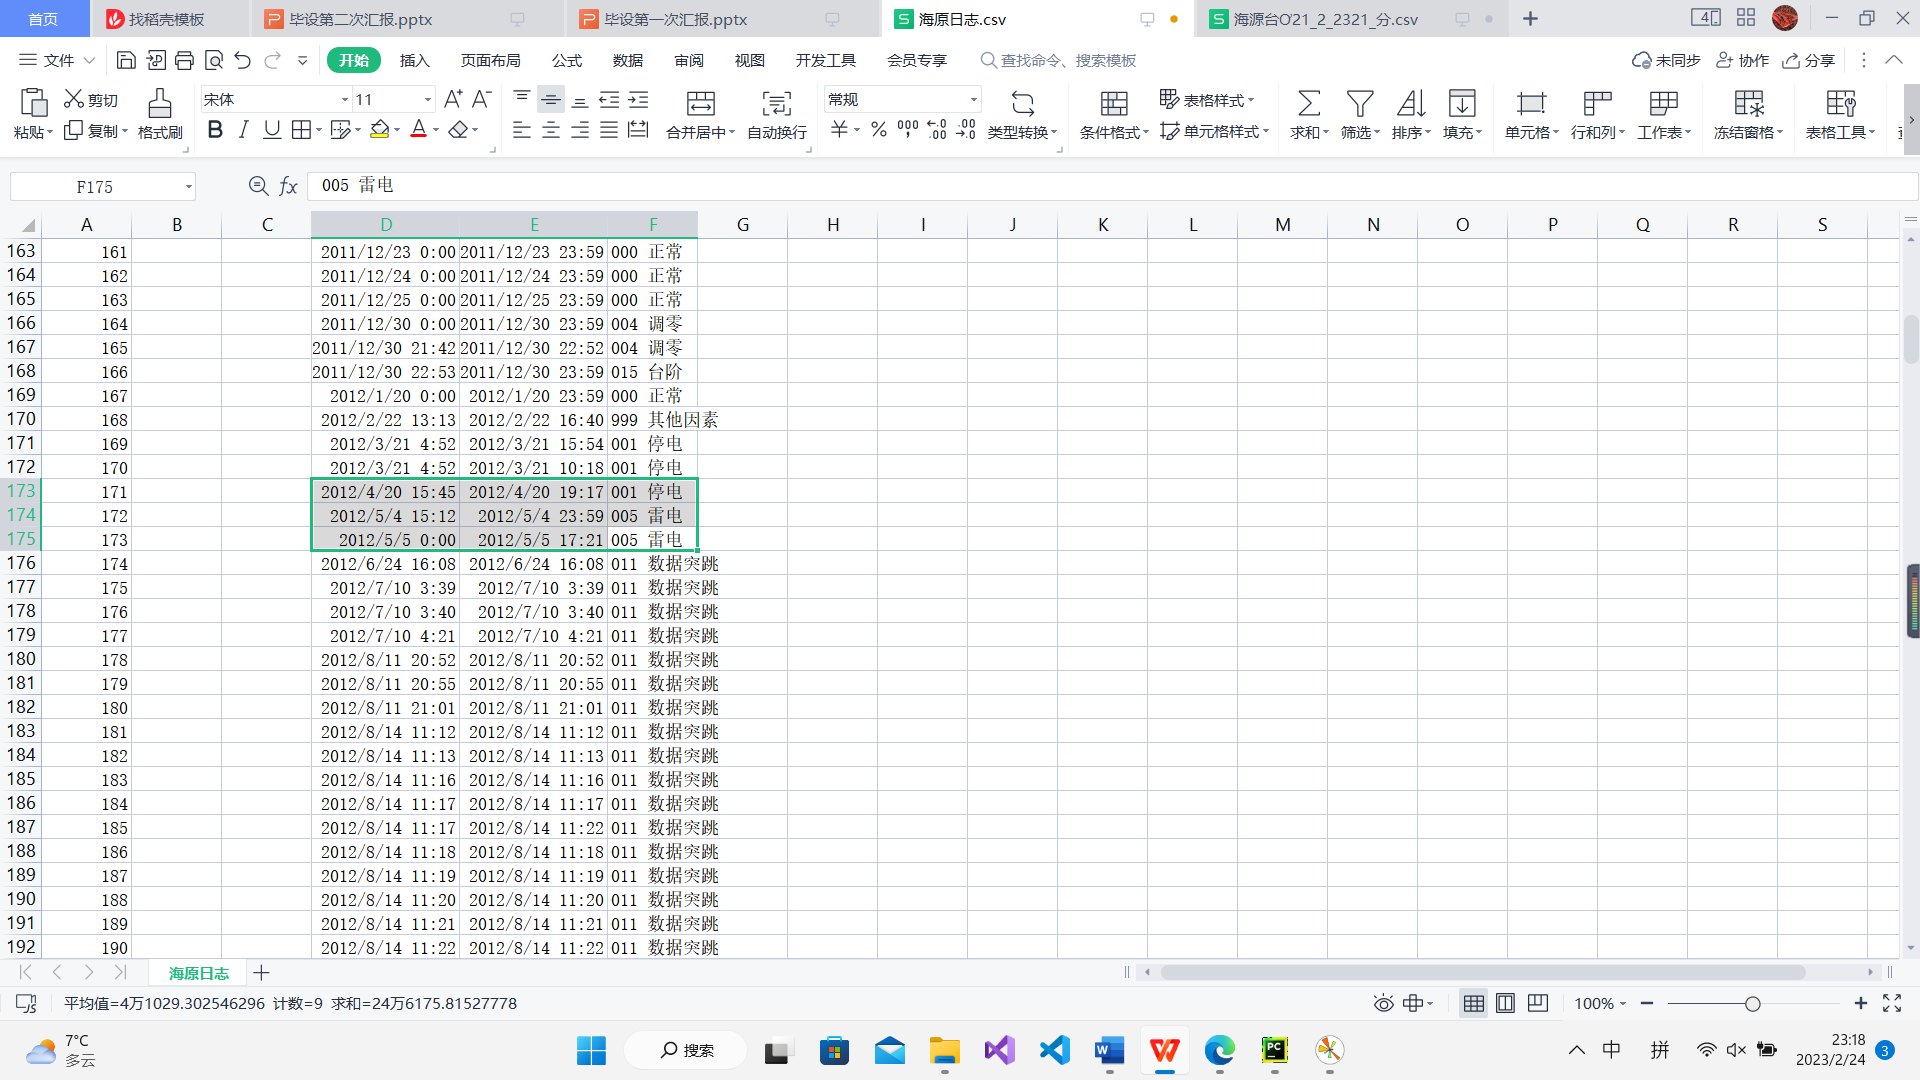 首页 找稻壳模板 毕设第二次汇报.pptx 毕设第一次汇报.pptx 海原日志.csv 海源台Ơ21_2_2321_分.csv
文件 开始 插入 页面布局 公式 数据 审阅 视图 开发工具 会员专享 查找命令、搜索模板 未同步 协作 分享
粘贴 剪切 复制 格式刷 宋体 11 合并居中 自动换行 常规 类型转换 条件格式 表格样式 单元格样式 求和 筛选 排序 填充 单元格 行和列 工作表 冻结窗格 表格工具
F175 fx 005 雷电
A B C D E F G H I J K L M N O P Q R S
163 161 2011/12/23 0:00 2011/12/23 23:59 000 正常
164 162 2011/12/24 0:00 2011/12/24 23:59 000 正常
165 163 2011/12/25 0:00 2011/12/25 23:59 000 正常
166 164 2011/12/30 0:00 2011/12/30 23:59 004 调零
167 165 2011/12/30 21:42 2011/12/30 22:52 004 调零
168 166 2011/12/30 22:53 2011/12/30 23:59 015 台阶
169 167 2012/1/20 0:00 2012/1/20 23:59 000 正常
170 168 2012/2/22 13:13 2012/2/22 16:40 999 其他因素
171 169 2012/3/21 4:52 2012/3/21 15:54 001 停电
172 170 2012/3/21 4:52 2012/3/21 10:18 001 停电
173 171 2012/4/20 15:45 2012/4/20 19:17 001 停电
174 172 2012/5/4 15:12 2012/5/4 23:59 005 雷电
175 173 2012/5/5 0:00 2012/5/5 17:21 005 雷电
176 174 2012/6/24 16:08 2012/6/24 16:08 011 数据突跳
177 175 2012/7/10 3:39 2012/7/10 3:39 011 数据突跳
178 176 2012/7/10 3:40 2012/7/10 3:40 011 数据突跳
179 177 2012/7/10 4:21 2012/7/10 4:21 011 数据突跳
180 178 2012/8/11 20:52 2012/8/11 20:52 011 数据突跳
181 179 2012/8/11 20:55 2012/8/11 20:55 011 数据突跳
182 180 2012/8/11 21:01 2012/8/11 21:01 011 数据突跳
183 181 2012/8/14 11:12 2012/8/14 11:12 011 数据突跳
184 182 2012/8/14 11:13 2012/8/14 11:13 011 数据突跳
185 183 2012/8/14 11:16 2012/8/14 11:16 011 数据突跳
186 184 2012/8/14 11:17 2012/8/14 11:17 011 数据突跳
187 185 2012/8/14 11:17 2012/8/14 11:22 011 数据突跳
188 186 2012/8/14 11:18 2012/8/14 11:18 011 数据突跳
189 187 2012/8/14 11:19 2012/8/14 11:19 011 数据突跳
190 188 2012/8/14 11:20 2012/8/14 11:20 011 数据突跳
191 189 2012/8/14 11:21 2012/8/14 11:21 011 数据突跳
192 190 2012/8/14 11:22 2012/8/14 11:22 011 数据突跳
海原日志
平均值=4万1029.302546296 计数=9 求和=24万6175.81527778 100%
7°C
多云
搜索
中 拼
23:18
2023/2/24 3